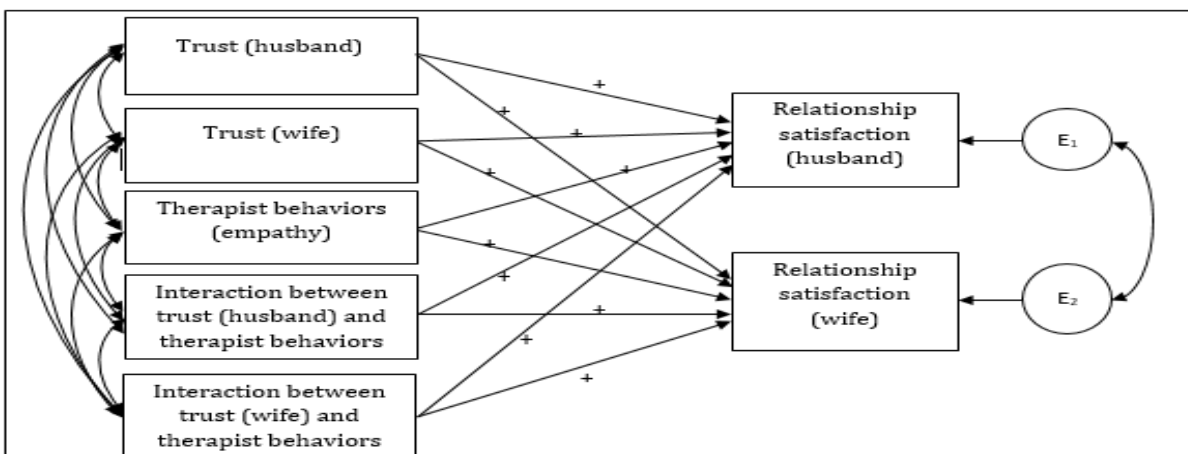 Trust (husband)
Trust (wife)
Therapist behaviors
(empathy)
Interaction between
trust (husband) and
therapist behaviors
Interaction between
trust (wife) and
therapist behaviors
+
+
+
+
+
+
+
+
+
+
Relationship
satisfaction
(husband)
Relationship
satisfaction
(wife)
E₁
E₂